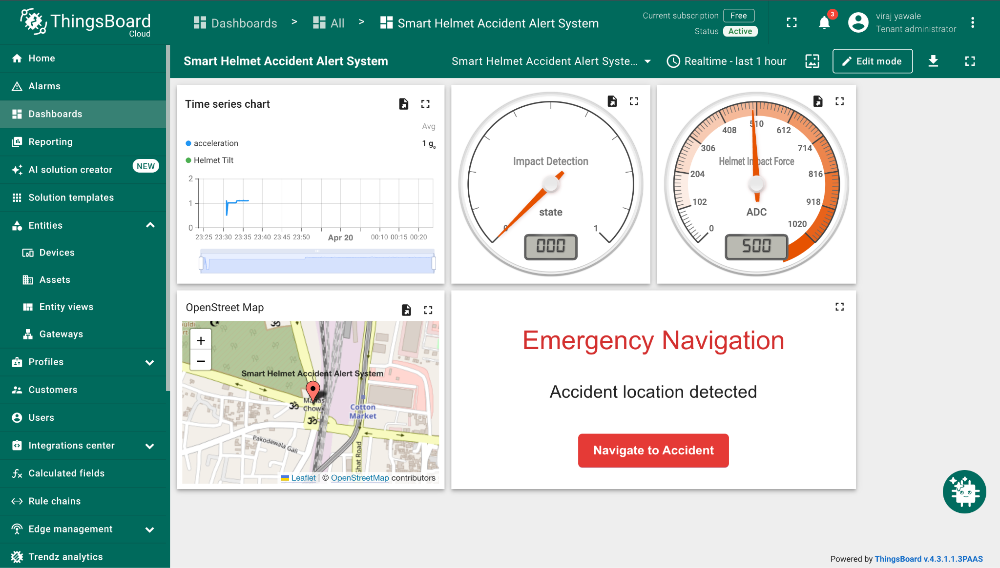 ThingsBoard
Cloud
Dashboards > All > Smart Helmet Accident Alert System
Current subscription Free
Status Active
3
viraj yawale
Tenant administrator
Home
Alarms
Dashboards
Reporting
AI solution creator NEW
Solution templates
Entities
Devices
Assets
Entity views
Gateways
Profiles
Customers
Users
Integrations center
Calculated fields
Rule chains
Edge management
Trendz analytics
Smart Helmet Accident Alert System
Smart Helmet Accident Alert Syste...
Realtime - last 1 hour
Edit mode
Time series chart
Avg
acceleration 1 g₀
Helmet Tilt
2
1
0
23:25 23:30 23:35 23:40 23:45 23:50 Apr 20 00:10 00:15 00:20
Impact Detection
state
0 1
000
510
408 612
306 714
Helmet Impact Force
204 816
102 918
ADC
0 1020
500
OpenStreet Map
+
−
Smart Helmet Accident Alert System
ॐ
Manas
Chowk
ॐ
ॐ
Cotton
Market
Pakodewala Gali
Ghat Road
Leaflet | © OpenStreetMap contributors
Emergency Navigation
Accident location detected
Navigate to Accident
Powered by ThingsBoard v.4.3.1.1.3PAAS